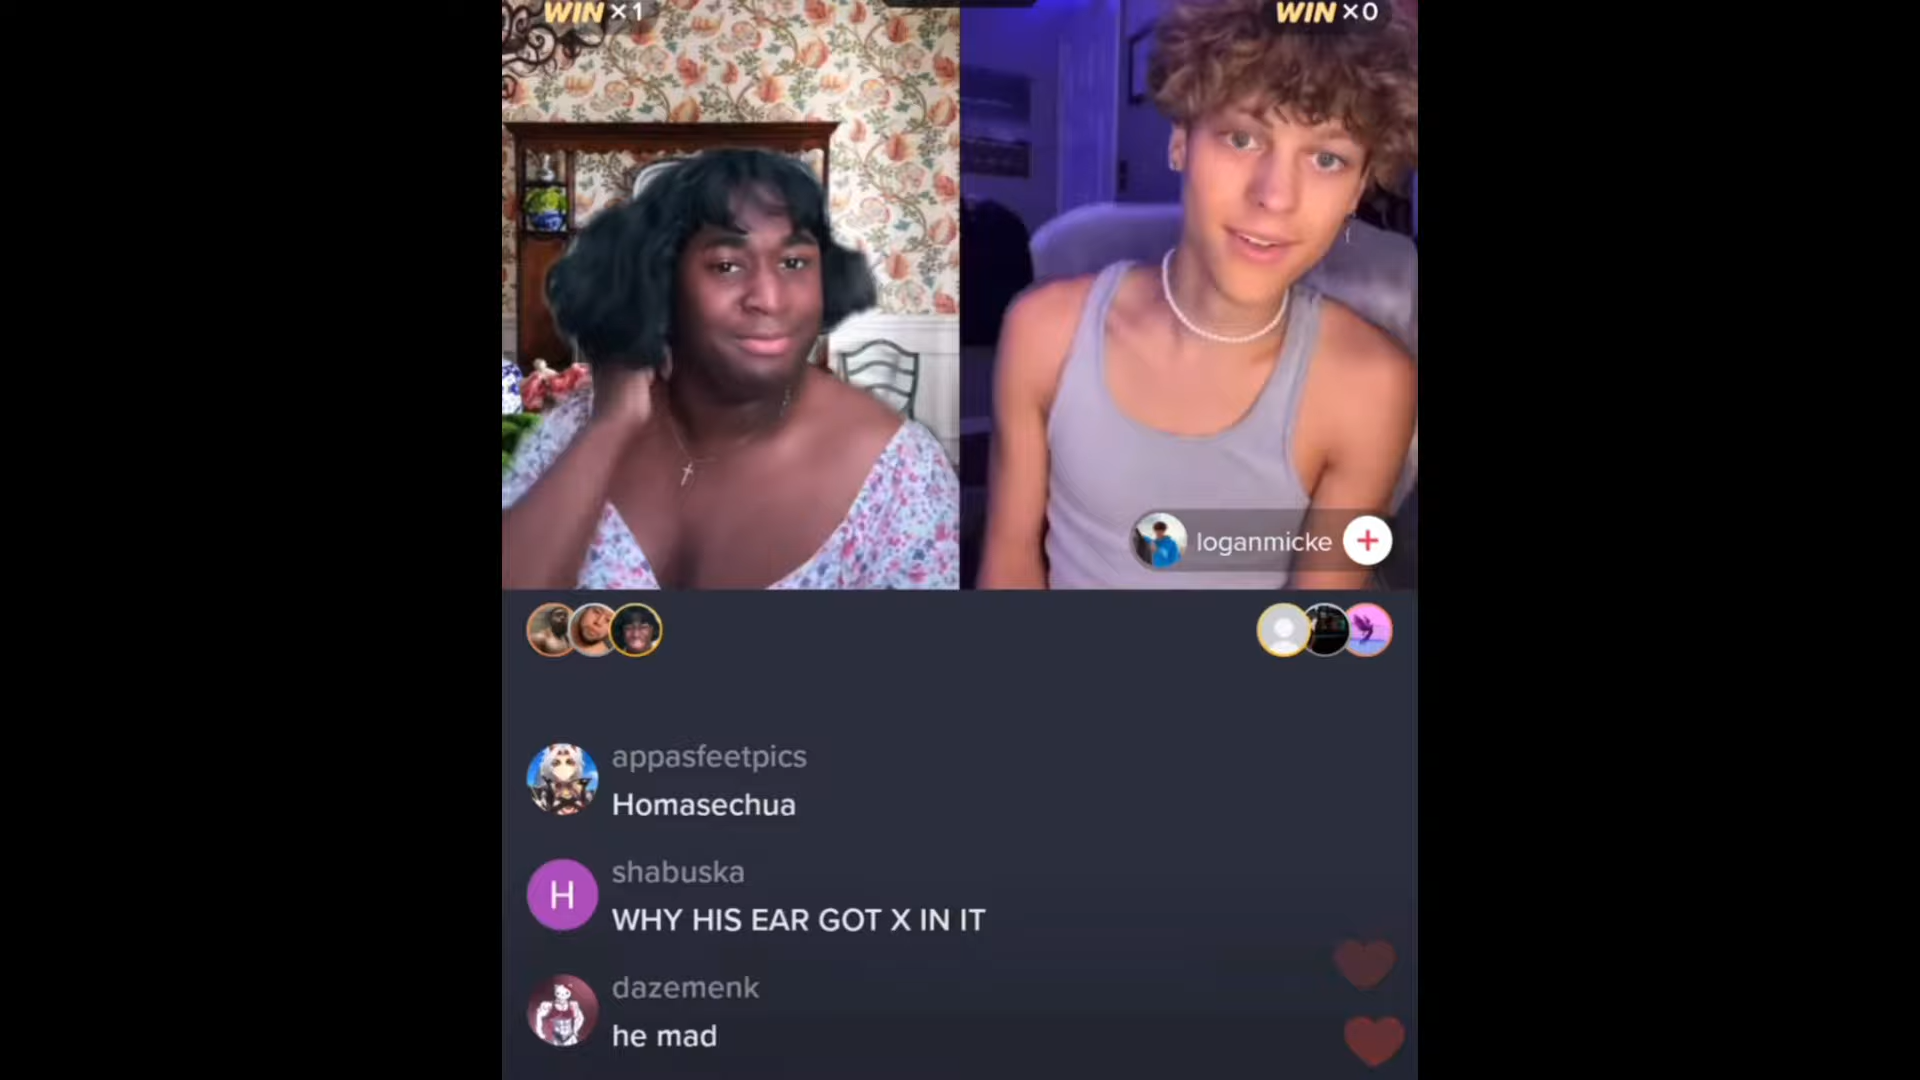 WIN ×1
WIN ×0
loganmicke
appasfeetpics
Homasechua
H
shabuska
WHY HIS EAR GOT X IN IT
dazemenk
he mad